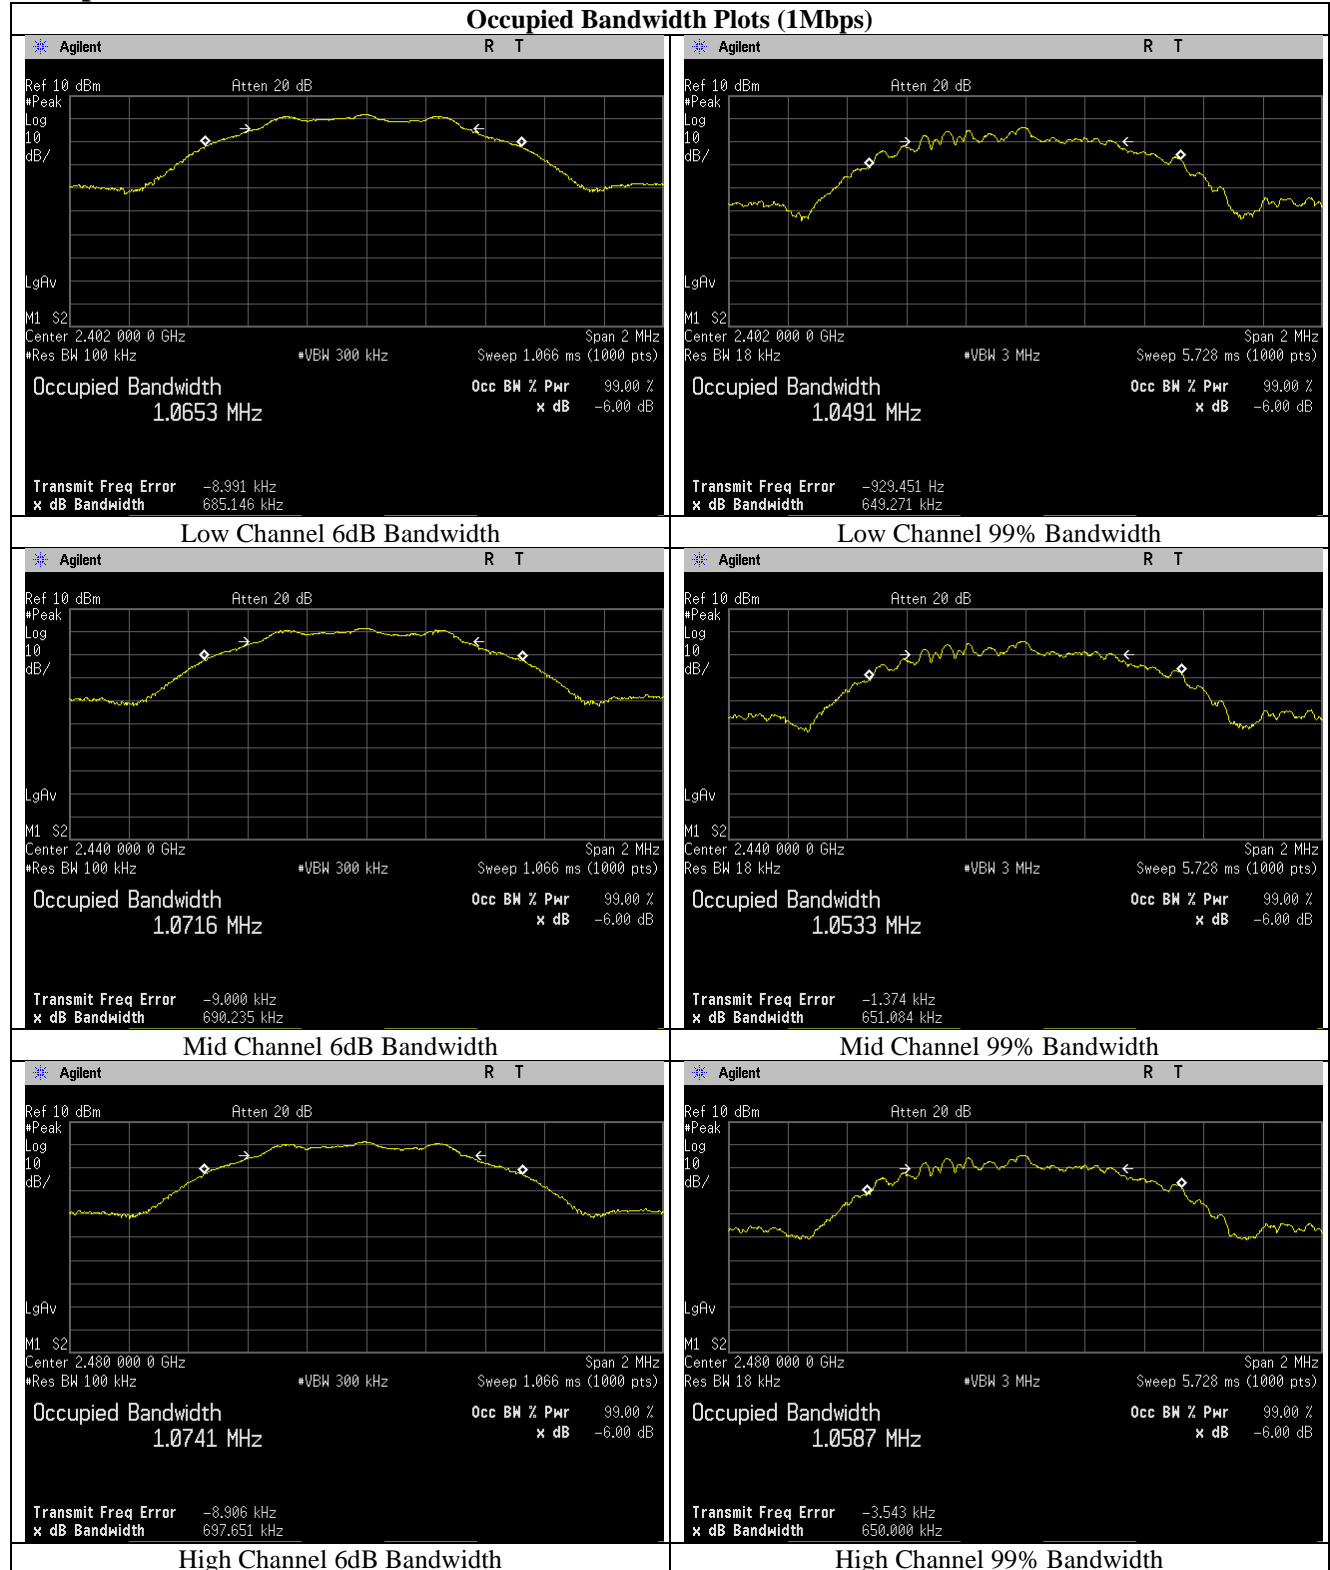 Occupied Bandwidth Plots (1Mbps)
Agilent R T
Ref 10 dBm Atten 20 dB
#Peak
Log
10
dB/
LgAv
M1 S2
Center 2.402 000 0 GHz Span 2 MHz
#Res BW 100 kHz #VBW 300 kHz Sweep 1.066 ms (1000 pts)
Occupied Bandwidth Occ BW % Pwr 99.00 %
1.0653 MHz x dB -6.00 dB
Transmit Freq Error -8.991 kHz
x dB Bandwidth 685.146 kHz
Low Channel 6dB Bandwidth
Agilent R T
Ref 10 dBm Atten 20 dB
#Peak
Log
10
dB/
LgAv
M1 S2
Center 2.402 000 0 GHz Span 2 MHz
Res BW 18 kHz #VBW 3 MHz Sweep 5.728 ms (1000 pts)
Occupied Bandwidth Occ BW % Pwr 99.00 %
1.0491 MHz x dB -6.00 dB
Transmit Freq Error -929.451 Hz
x dB Bandwidth 649.271 kHz
Low Channel 99% Bandwidth
Agilent R T
Ref 10 dBm Atten 20 dB
#Peak
Log
10
dB/
LgAv
M1 S2
Center 2.440 000 0 GHz Span 2 MHz
#Res BW 100 kHz #VBW 300 kHz Sweep 1.066 ms (1000 pts)
Occupied Bandwidth Occ BW % Pwr 99.00 %
1.0716 MHz x dB -6.00 dB
Transmit Freq Error -9.000 kHz
x dB Bandwidth 690.235 kHz
Mid Channel 6dB Bandwidth
Agilent R T
Ref 10 dBm Atten 20 dB
#Peak
Log
10
dB/
LgAv
M1 S2
Center 2.440 000 0 GHz Span 2 MHz
Res BW 18 kHz #VBW 3 MHz Sweep 5.728 ms (1000 pts)
Occupied Bandwidth Occ BW % Pwr 99.00 %
1.0533 MHz x dB -6.00 dB
Transmit Freq Error -1.374 kHz
x dB Bandwidth 651.084 kHz
Mid Channel 99% Bandwidth
Agilent R T
Ref 10 dBm Atten 20 dB
#Peak
Log
10
dB/
LgAv
M1 S2
Center 2.480 000 0 GHz Span 2 MHz
#Res BW 100 kHz #VBW 300 kHz Sweep 1.066 ms (1000 pts)
Occupied Bandwidth Occ BW % Pwr 99.00 %
1.0741 MHz x dB -6.00 dB
Transmit Freq Error -8.906 kHz
x dB Bandwidth 697.651 kHz
High Channel 6dB Bandwidth
Agilent R T
Ref 10 dBm Atten 20 dB
#Peak
Log
10
dB/
LgAv
M1 S2
Center 2.480 000 0 GHz Span 2 MHz
Res BW 18 kHz #VBW 3 MHz Sweep 5.728 ms (1000 pts)
Occupied Bandwidth Occ BW % Pwr 99.00 %
1.0587 MHz x dB -6.00 dB
Transmit Freq Error -3.543 kHz
x dB Bandwidth 650.000 kHz
High Channel 99% Bandwidth